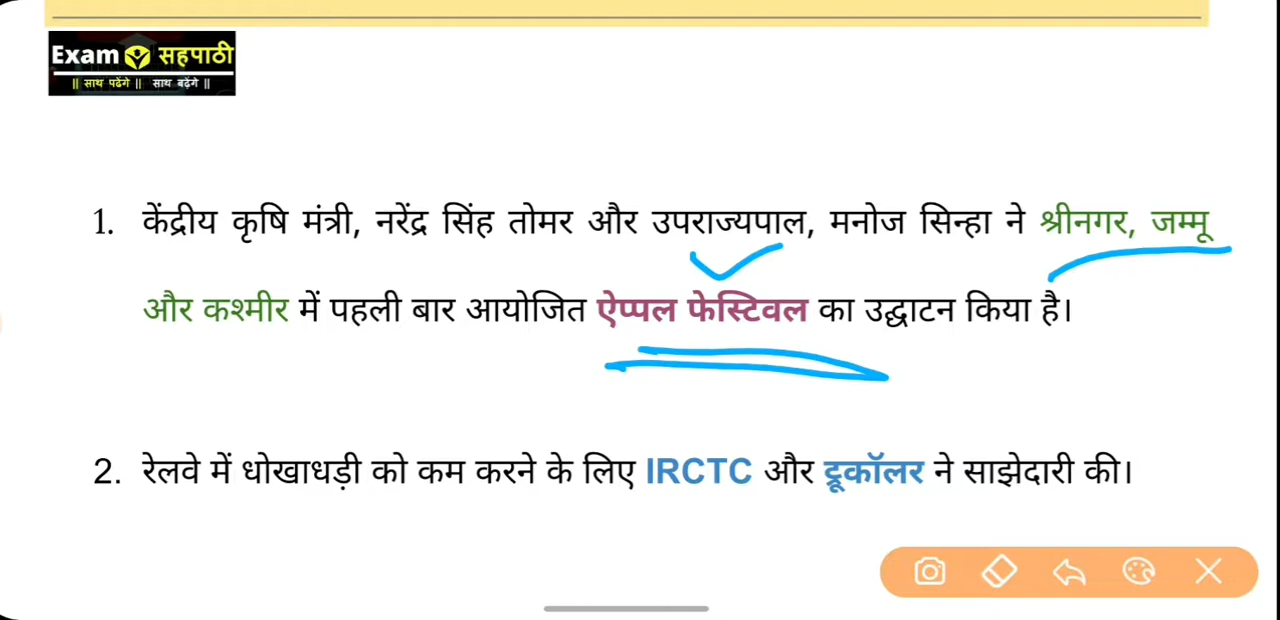 Exam सहपाठी
|| साथ पढेंगे || साथ बढ़ेंगे ||
1. केंद्रीय कृषि मंत्री, नरेंद्र सिंह तोमर और उपराज्यपाल, मनोज सिन्हा ने श्रीनगर, जम्मू
और कश्मीर में पहली बार आयोजित ऐप्पल फेस्टिवल का उद्घाटन किया है।
2. रेलवे में धोखाधड़ी को कम करने के लिए IRCTC और ट्रूकॉलर ने साझेदारी की।